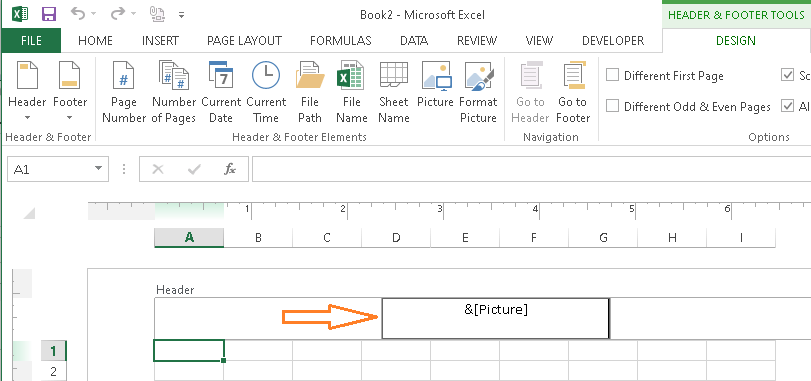 Book2 - Microsoft Excel
HEADER & FOOTER TOOLS
FILE HOME INSERT PAGE LAYOUT FORMULAS DATA REVIEW VIEW DEVELOPER DESIGN
Header Footer Page Number Number of Pages Current Date Current Time File Path File Name Sheet Name Picture Format Picture Go to Header Go to Footer
Different First Page Sc
Different Odd & Even Pages Al
Header & Footer Header & Footer Elements Navigation Options
A1 fx
1 2 3 4 5 6
A B C D E F G H I
Header
&[Picture]
1
2